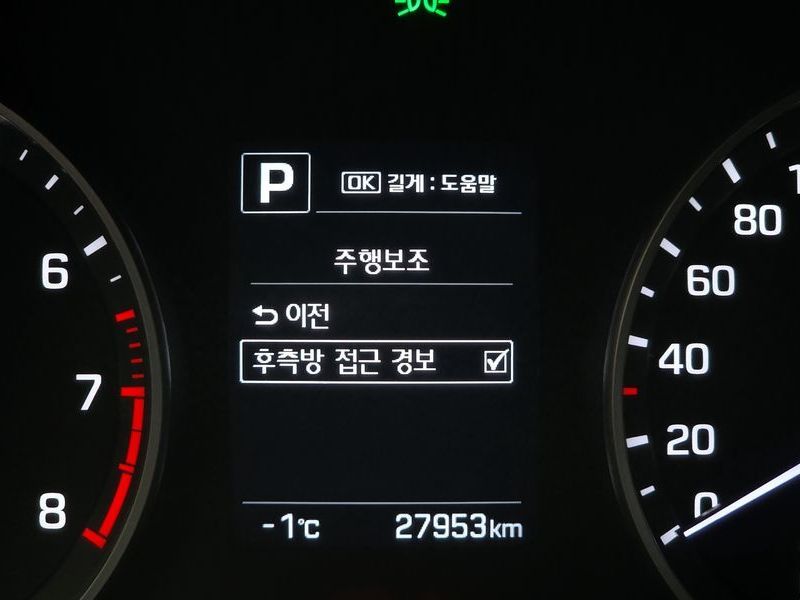 P
OK 길게 : 도움말
주행보조
이전
후측방 접근 경보
-1°C 27953km
6
7
8
80
60
40
20
0